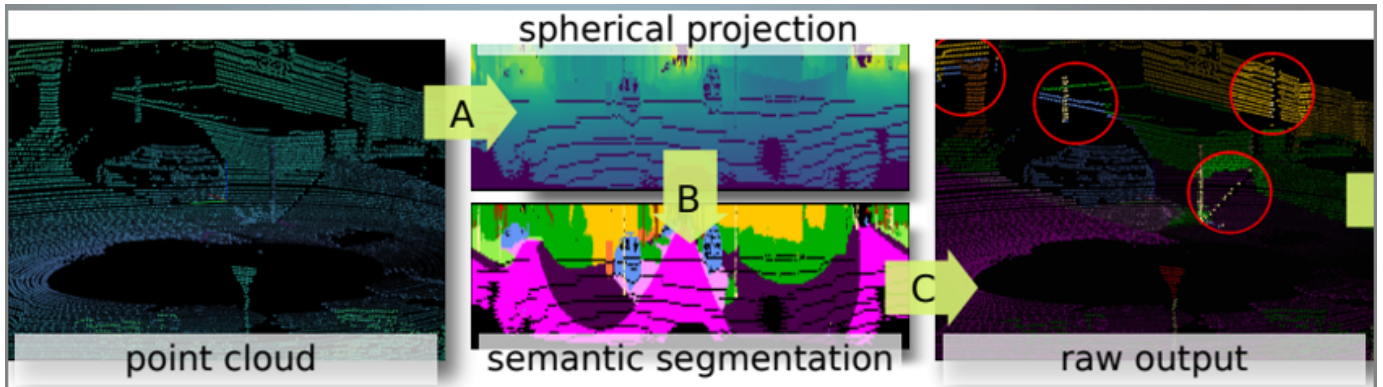 spherical projection
A
B
C
point cloud
semantic segmentation
raw output